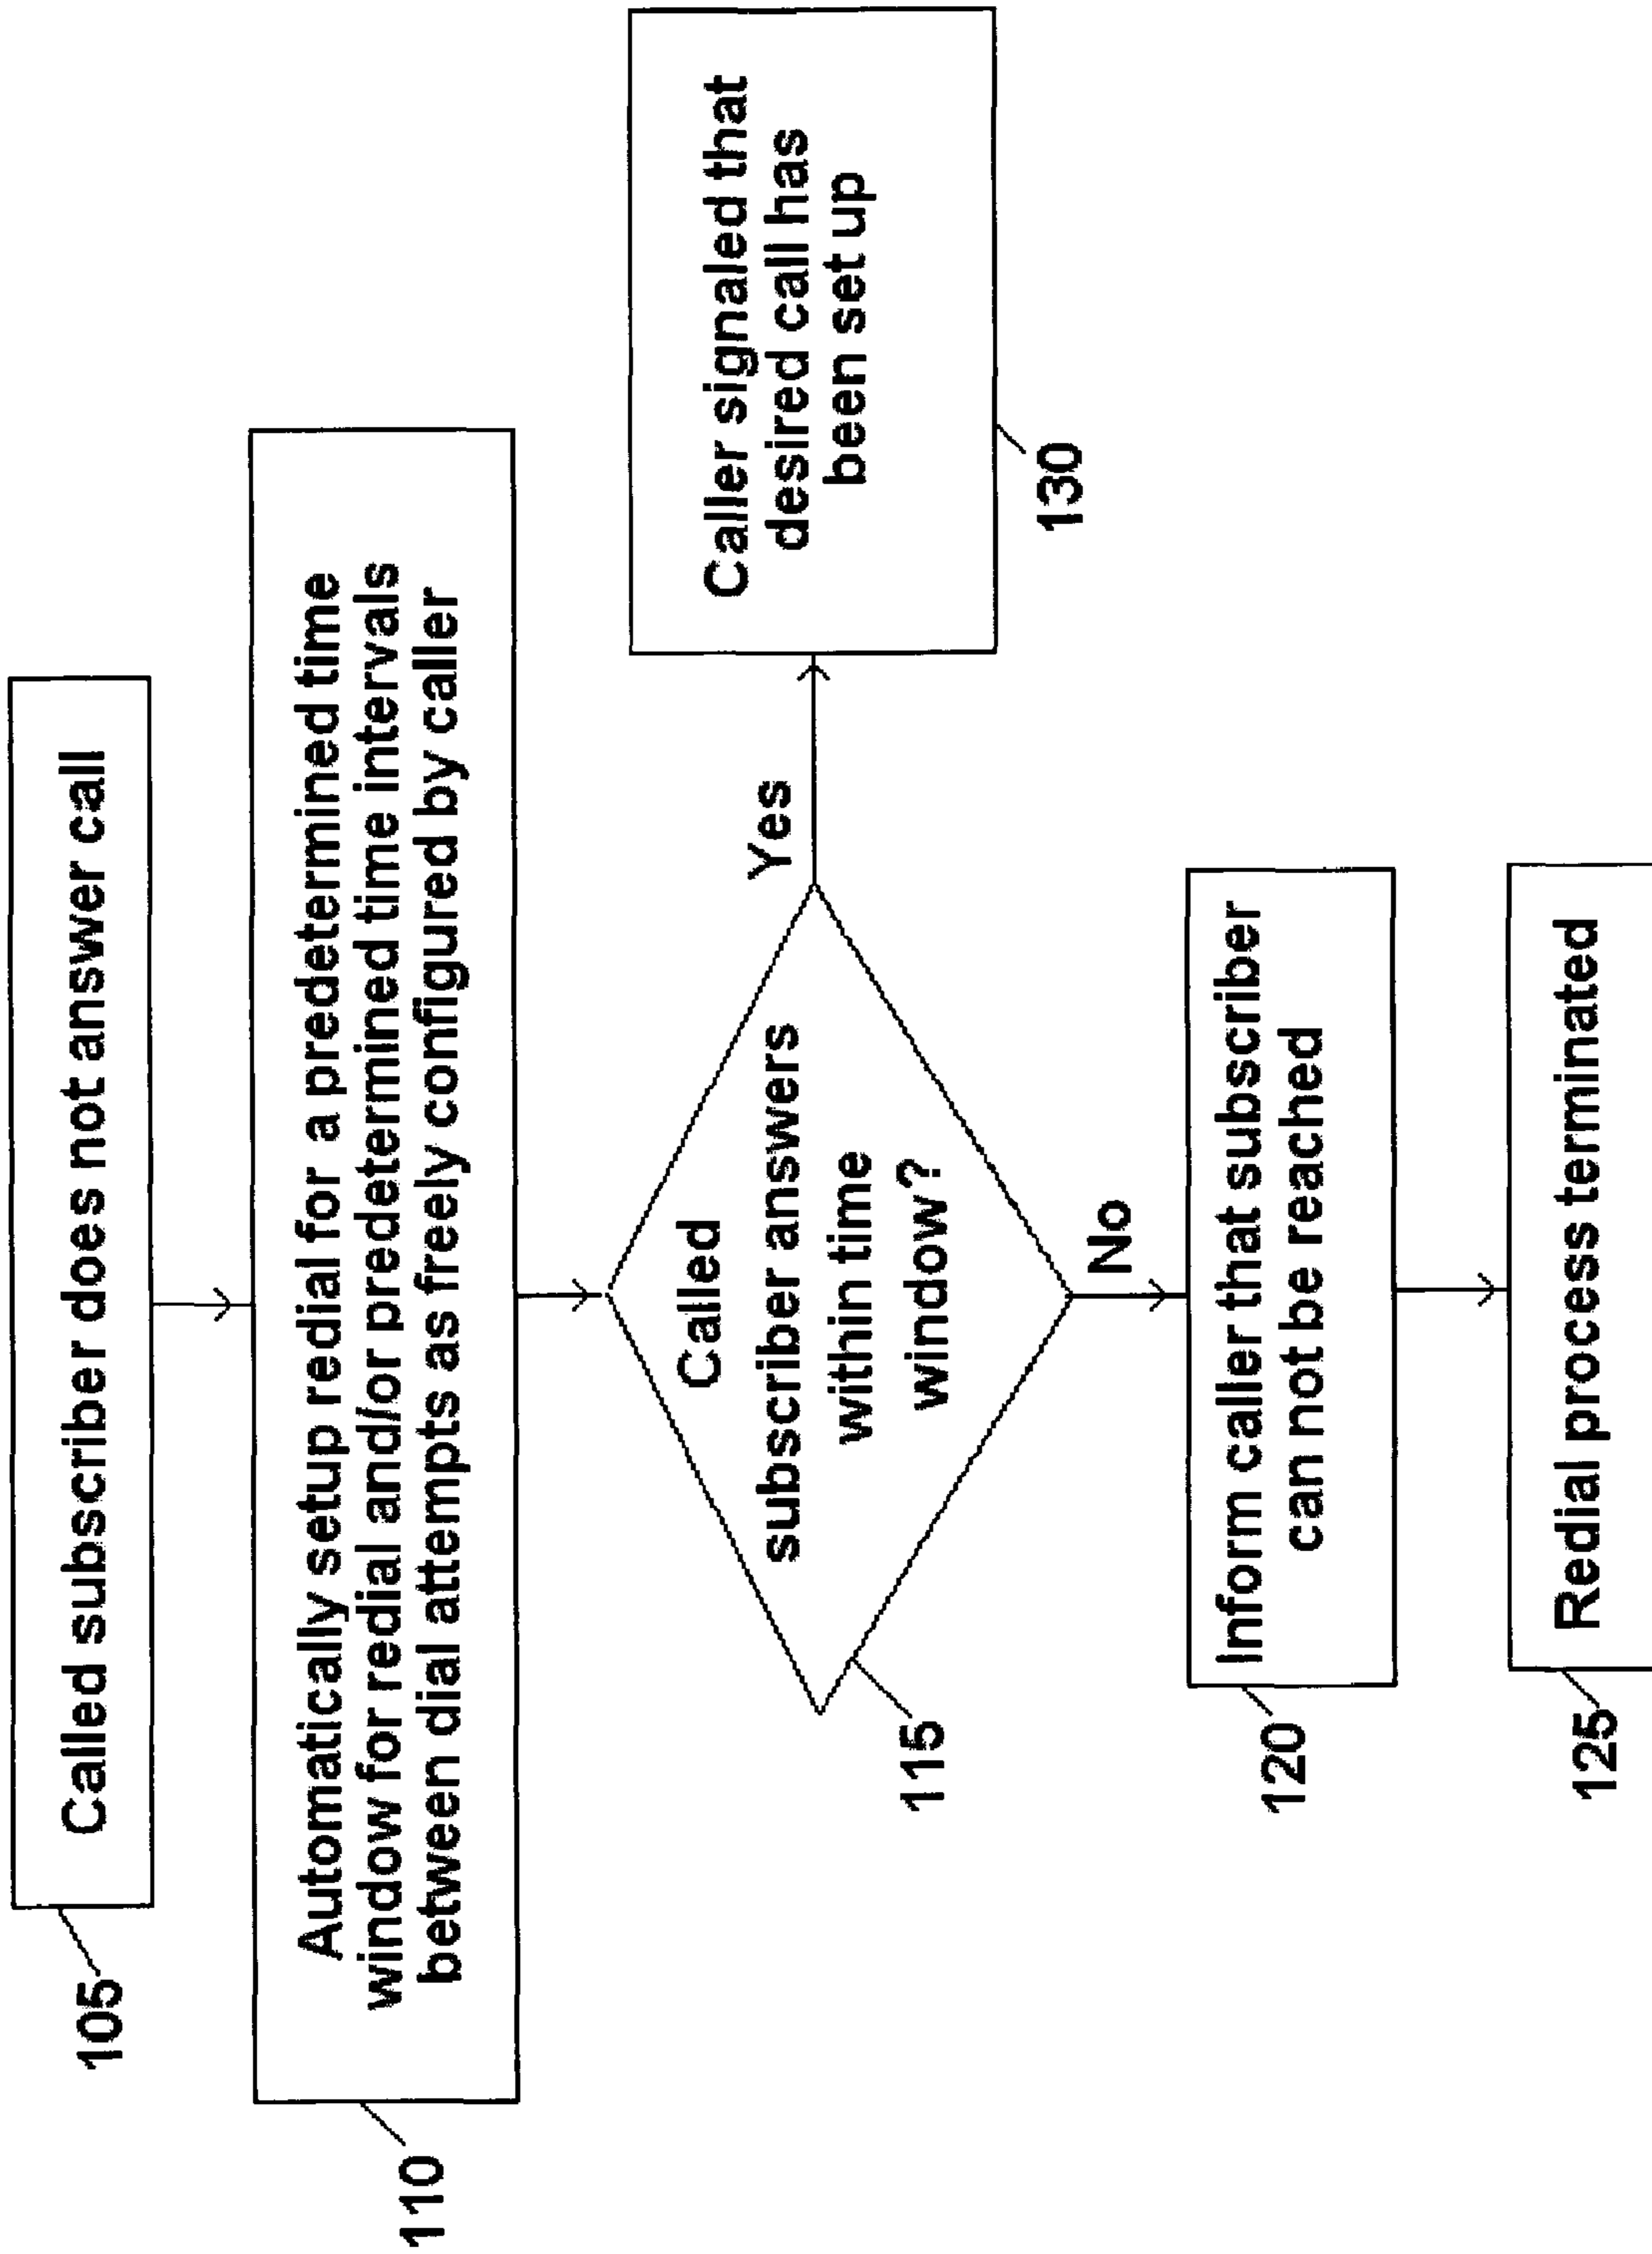 105
Called subscriber does not answer call
110
Automatically setup redial for a predetermined time
window for redial and/or predetermined time intervals
between dial attempts as freely configured by caller
115
Called
subscriber answers
within time
window?
Yes
Caller signaled that
desired call has
been set up
130
No
120
Inform caller that subscriber
can not be reached
125
Redial process terminated